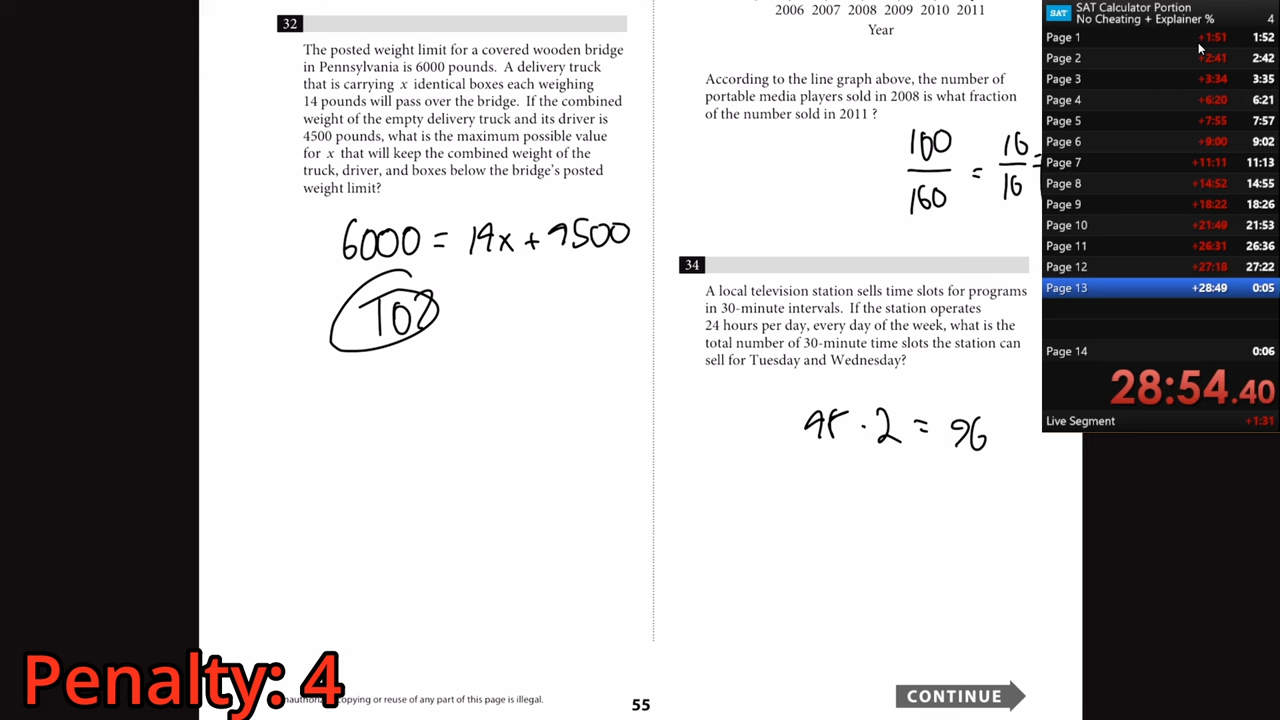 32
The posted weight limit for a covered wooden bridge
in Pennsylvania is 6000 pounds. A delivery truck
that is carrying x identical boxes each weighing
14 pounds will pass over the bridge. If the combined
weight of the empty delivery truck and its driver is
4500 pounds, what is the maximum possible value
for x that will keep the combined weight of the
truck, driver, and boxes below the bridge's posted
weight limit?
6000 = 14x + 4500
2006 2007 2008 2009 2010 2011
Year
According to the line graph above, the number of
portable media players sold in 2008 is what fraction
of the number sold in 2011 ?
100
160
=
10
16
=
34
A local television station sells time slots for programs
in 30-minute intervals. If the station operates
24 hours per day, every day of the week, what is the
total number of 30-minute time slots the station can
sell for Tuesday and Wednesday?
48 · 2 = 96
copying or reuse of any part of this page is illegal.
55
CONTINUE
Penalty: 4
SAT
SAT Calculator Portion
No Cheating + Explainer % 4
Page 1 +1:51 1:52
Page 2 +2:41 2:42
Page 3 +3:34 3:35
Page 4 +6:20 6:21
Page 5 +7:55 7:57
Page 6 +9:00 9:02
Page 7 +11:11 11:13
Page 8 +14:52 14:55
Page 9 +18:22 18:26
Page 10 +21:49 21:53
Page 11 +26:31 26:36
Page 12 +27:18 27:22
Page 13 +28:49 0:05
Page 14 0:06
28:54.40
Live Segment +1:31